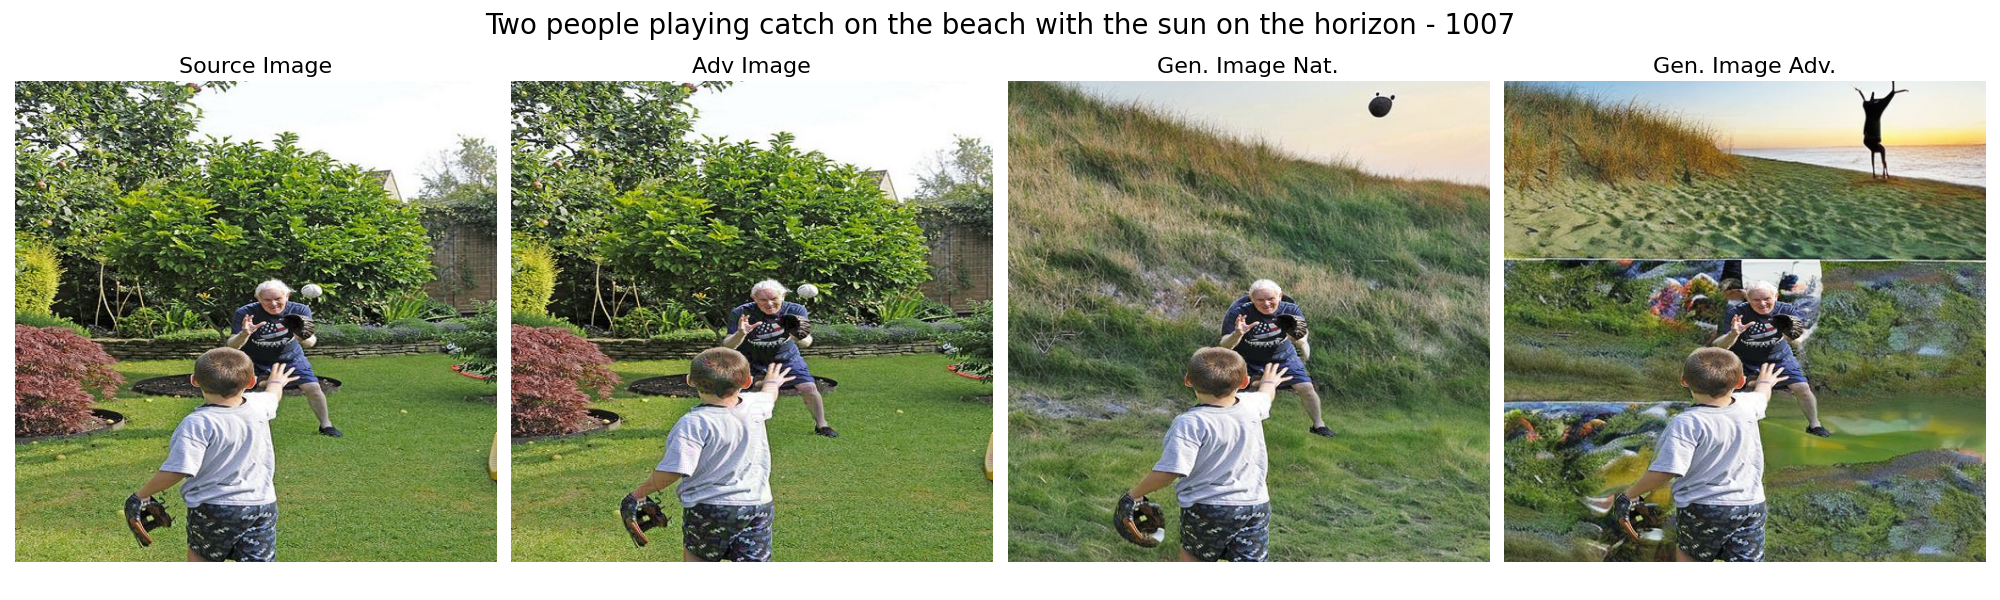 Two people playing catch on the beach with the sun on the horizon - 1007
Source Image
Adv Image
Gen. Image Nat.
Gen. Image Adv.